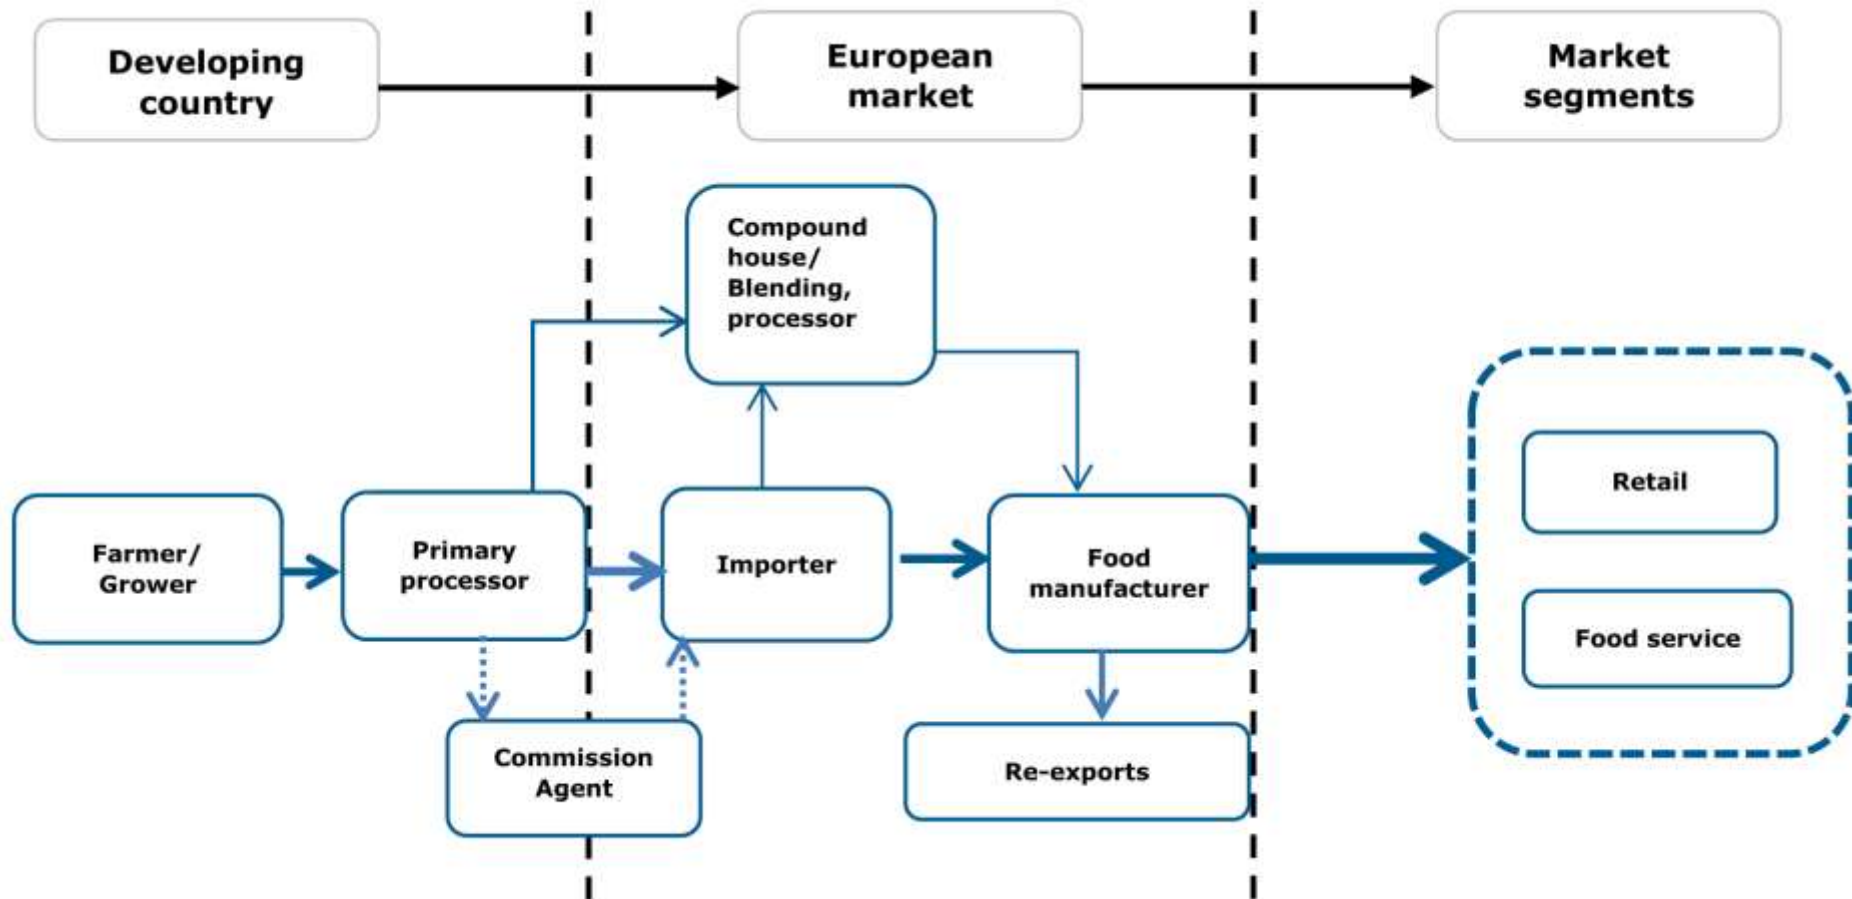 Developing
country
European
market
Market
segments
Compound
house/
Blending,
processor
Farmer/
Grower
Primary
processor
Importer
Food
manufacturer
Retail
Food service
Commission
Agent
Re-exports